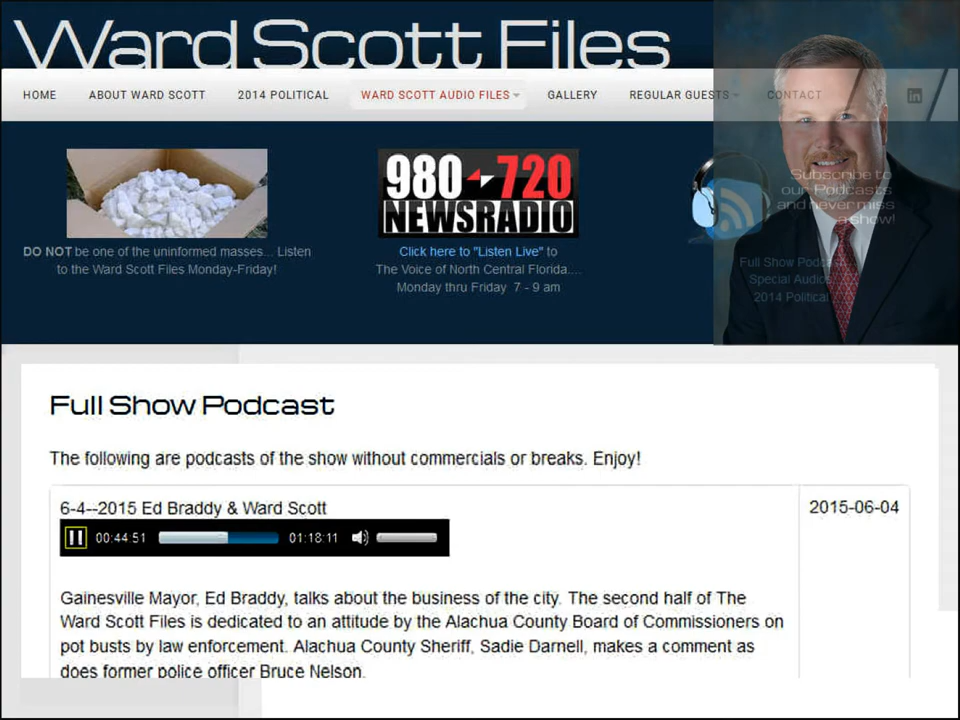 Ward Scott Files
HOME ABOUT WARD SCOTT 2014 POLITICAL WARD SCOTT AUDIO FILES GALLERY REGULAR GUESTS CONTACT in
Subscribe to
our Podcasts
and never miss
a show!
DO NOT be one of the uninformed masses... Listen
to the Ward Scott Files Monday-Friday!
980 720
NEWSRADIO
Click here to "Listen Live" to
The Voice of North Central Florida....
Monday thru Friday 7 - 9 am
Full Show Podcast
Special Audios
2014 Political
Full Show Podcast
The following are podcasts of the show without commercials or breaks. Enjoy!
6-4--2015 Ed Braddy & Ward Scott 2015-06-04
00:44:51 01:18:11
Gainesville Mayor, Ed Braddy, talks about the business of the city. The second half of The
Ward Scott Files is dedicated to an attitude by the Alachua County Board of Commissioners on
pot busts by law enforcement. Alachua County Sheriff, Sadie Darnell, makes a comment as
does former police officer Bruce Nelson.